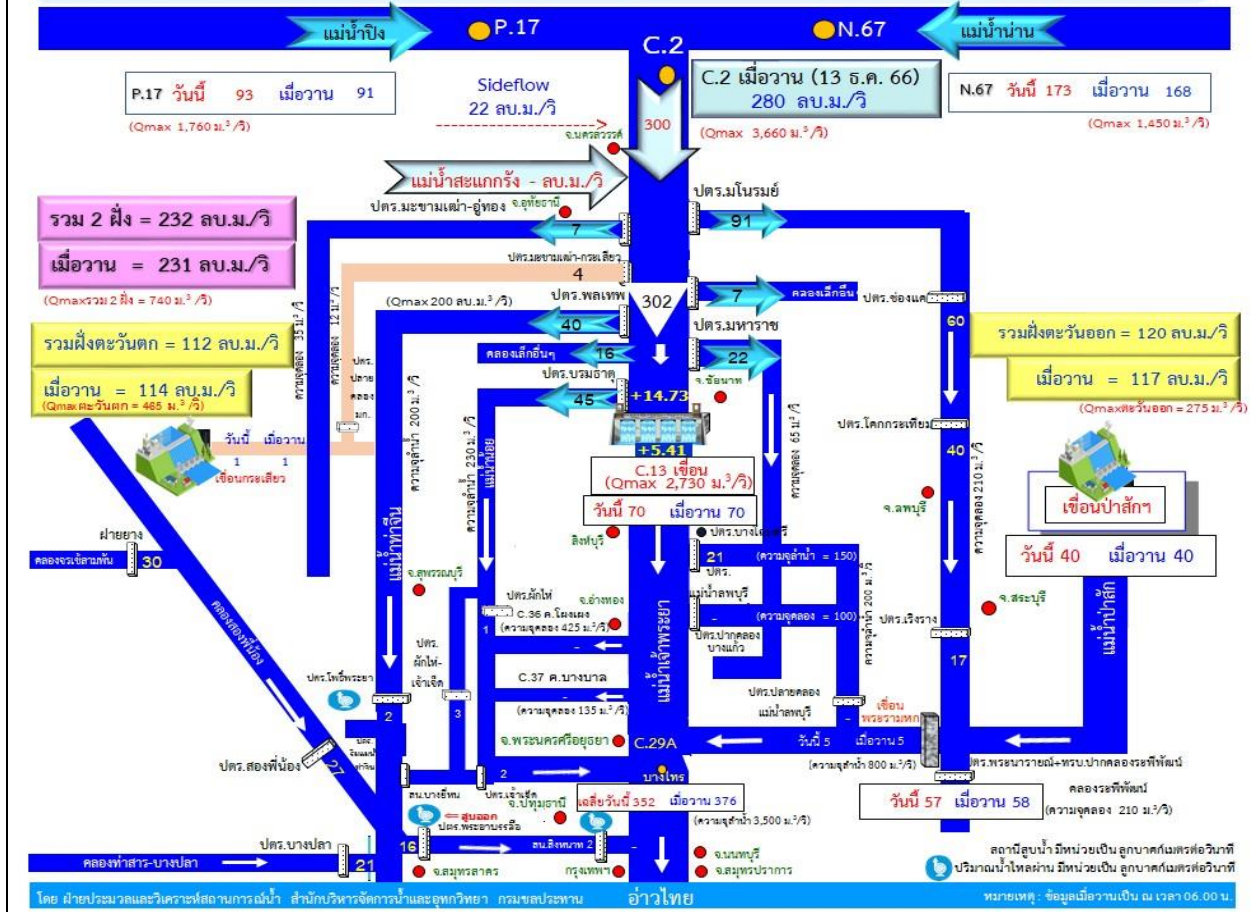 แม่น้ำปิง
P.17
C.2
N.67
แม่น้ำน่าน
P.17 วันนี้ 93 เมื่อวาน 91
(Qmax 1,760 ม.³/วิ)
Sideflow
22 ลบ.ม./วิ
จ.นครสวรรค์
300
C.2 เมื่อวาน (13 ธ.ค. 66)
280 ลบ.ม./วิ
(Qmax 3,660 ม.³/วิ)
N.67 วันนี้ 173 เมื่อวาน 168
(Qmax 1,450 ม.³/วิ)
แม่น้ำสะแกกรัง - ลบ.ม./วิ
ปตร.มะขามเฒ่า-อู่ทอง
จ.อุทัยธานี
7
ปตร.มโนรมย์
91
รวม 2 ฝั่ง = 232 ลบ.ม./วิ
เมื่อวาน = 231 ลบ.ม./วิ
(Qmaxรวม 2 ฝั่ง = 740 ม.³/วิ)
ปตร.มะขามเฒ่า-กระเสียว
4
(Qmax 200 ลบ.ม.³/วิ)
ปตร.พลเทพ
40
302
7
คลองเล็กอื่นๆ
ปตร.ช่องแค
60
รวมฝั่งตะวันตก = 112 ลบ.ม./วิ
เมื่อวาน = 114 ลบ.ม./วิ
(Qmaxตะวันตก = 465 ม.³/วิ)
ความจุคลอง 35 ม³/วิ
ความจุคลอง 12 ม³/วิ
ปตร.
ปลาย
คลอง
มก.
คลองเล็กอื่นๆ
16
ปตร.มหาราช
22
จ.ชัยนาท
ปตร.บรมธาตุ
45
+14.73
+5.41
รวมฝั่งตะวันออก = 120 ลบ.ม./วิ
เมื่อวาน = 117 ลบ.ม./วิ
(Qmaxตะวันออก = 275 ม.³/วิ)
ปตร.โคกกระเทียม
40
วันนี้ เมื่อวาน
1 1
เขื่อนกระเสียว
ความจุลำน้ำ 200 ม.³/วิ
ความจุลำน้ำ 230 ม.³/วิ
แม่น้ำน้อย
ความจุคลอง 65 ม³/วิ
ความจุคลอง 210 ม.³/วิ
C.13 เขื่อน
(Qmax 2,730 ม.³/วิ)
วันนี้ 70 เมื่อวาน 70
จ.ลพบุรี
เขื่อนป่าสักฯ
วันนี้ 40 เมื่อวาน 40
ฝายยาง
คลองจรเข้สามพัน
30
แม่น้ำท่าจีน
สิงห์บุรี
21
(ความจุลำน้ำ = 150)
ปตร.
แม่น้ำลพบุรี
จ.สุพรรณบุรี
ปตร.ผักไห่
1
จ.อ่างทอง
C.36 ค.โผงเผง
(ความจุคลอง 425 ม.³/วิ)
-
-
(ความจุคลอง = 100)
ปตร.ปากคลอง
บางแก้ว
ความจุลำน้ำ 200 ม.³/วิ
จ.สระบุรี
ปตร.เริงราง
17
แม่น้ำป่าสัก
คลองสองพี่น้อง
ปตร.
ผักไห่-
เจ้าเจ็ด
3
แม่น้ำเจ้าพระยา
C.37 ค.บางบาล
-
(ความจุคลอง 135 ม.³/วิ)
ปตร.โพธิ์พระยา
2
ปตร.ปลายคลอง
แม่น้ำลพบุรี
-
เขื่อน
พระรามหก
จ.พระนครศรีอยุธยา
C.29A
วันนี้ 5 เมื่อวาน 5
(ความจุลำน้ำ 800 ม.³/วิ)
ปตร.สองพี่น้อง
27
2
ปตร.เจ้าเจ็ด
บางไทร
ปตร.พระนารายณ์+ทรบ.ปากคลองระพีพัฒน์
จ.ปทุมธานี
เฉลี่ยวันนี้ 352 เมื่อวาน 376
(ความจุลำน้ำ 3,500 ม.³/วิ)
วันนี้ 57 เมื่อวาน 58
คลองระพีพัฒน์
(ความจุคลอง 210 ม.³/วิ)
สูบออก
ปตร.พระยาบรรลือ
16
สน.สิงหนาท 2
-
ปตร.บางปลา
คลองท่าสาร-บางปลา
21
จ.สมุทรสาคร
กรุงเทพฯ
จ.นนทบุรี
จ.สมุทรปราการ
สถานีสูบน้ำ มีหน่วยเป็น ลูกบาศก์เมตรต่อวินาที
ปริมาณน้ำไหลผ่าน มีหน่วยเป็น ลูกบาศก์เมตรต่อวินาที
โดย ฝ่ายประมวลและวิเคราะห์สถานการณ์น้ำ สำนักบริหารจัดการน้ำและอุทกวิทยา กรมชลประทาน
อ่าวไทย
หมายเหตุ : ข้อมูลเมื่อวานเป็น ณ เวลา 06.00 น.